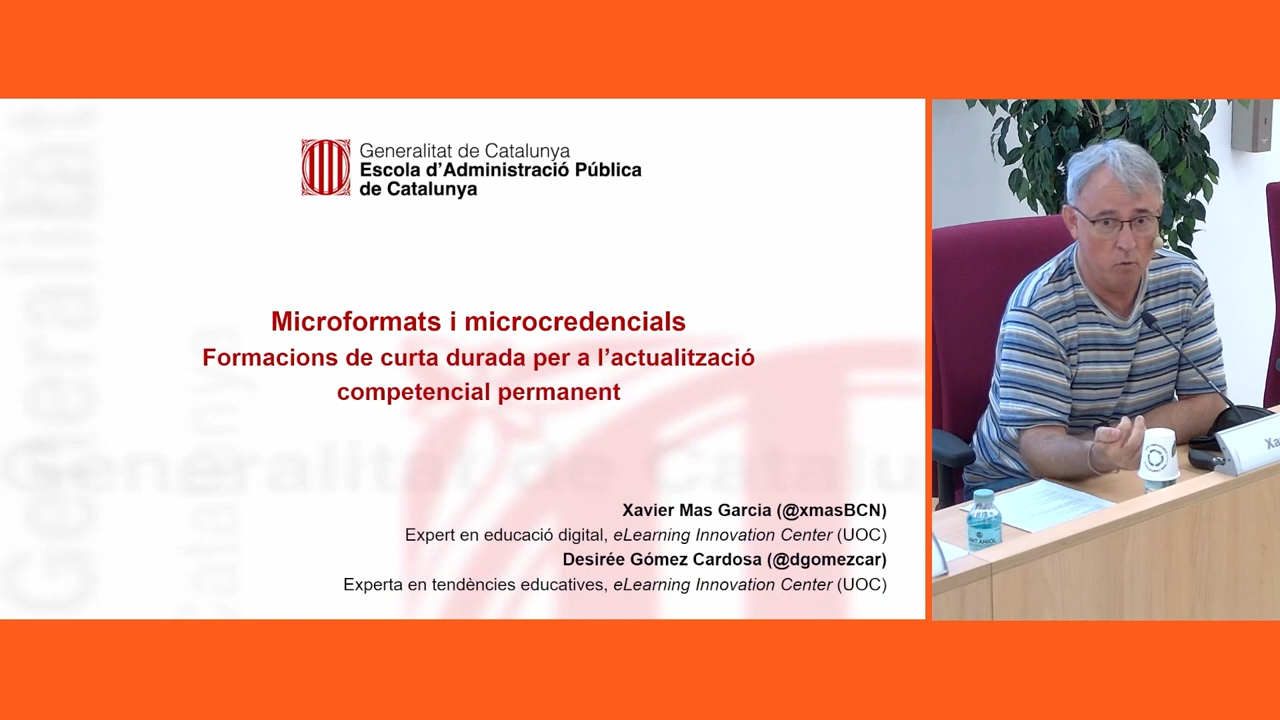 Generalitat de Catalunya
Escola d'Administració Pública
de Catalunya
Microformats i microcredencials
Formacions de curta durada per a l'actualització
competencial permanent
Xavier Mas Garcia (@xmasBCN)
Expert en educació digital, eLearning Innovation Center (UOC)
Desirée Gómez Cardosa (@dgomezcar)
Experta en tendències educatives, eLearning Innovation Center (UOC)
Xa